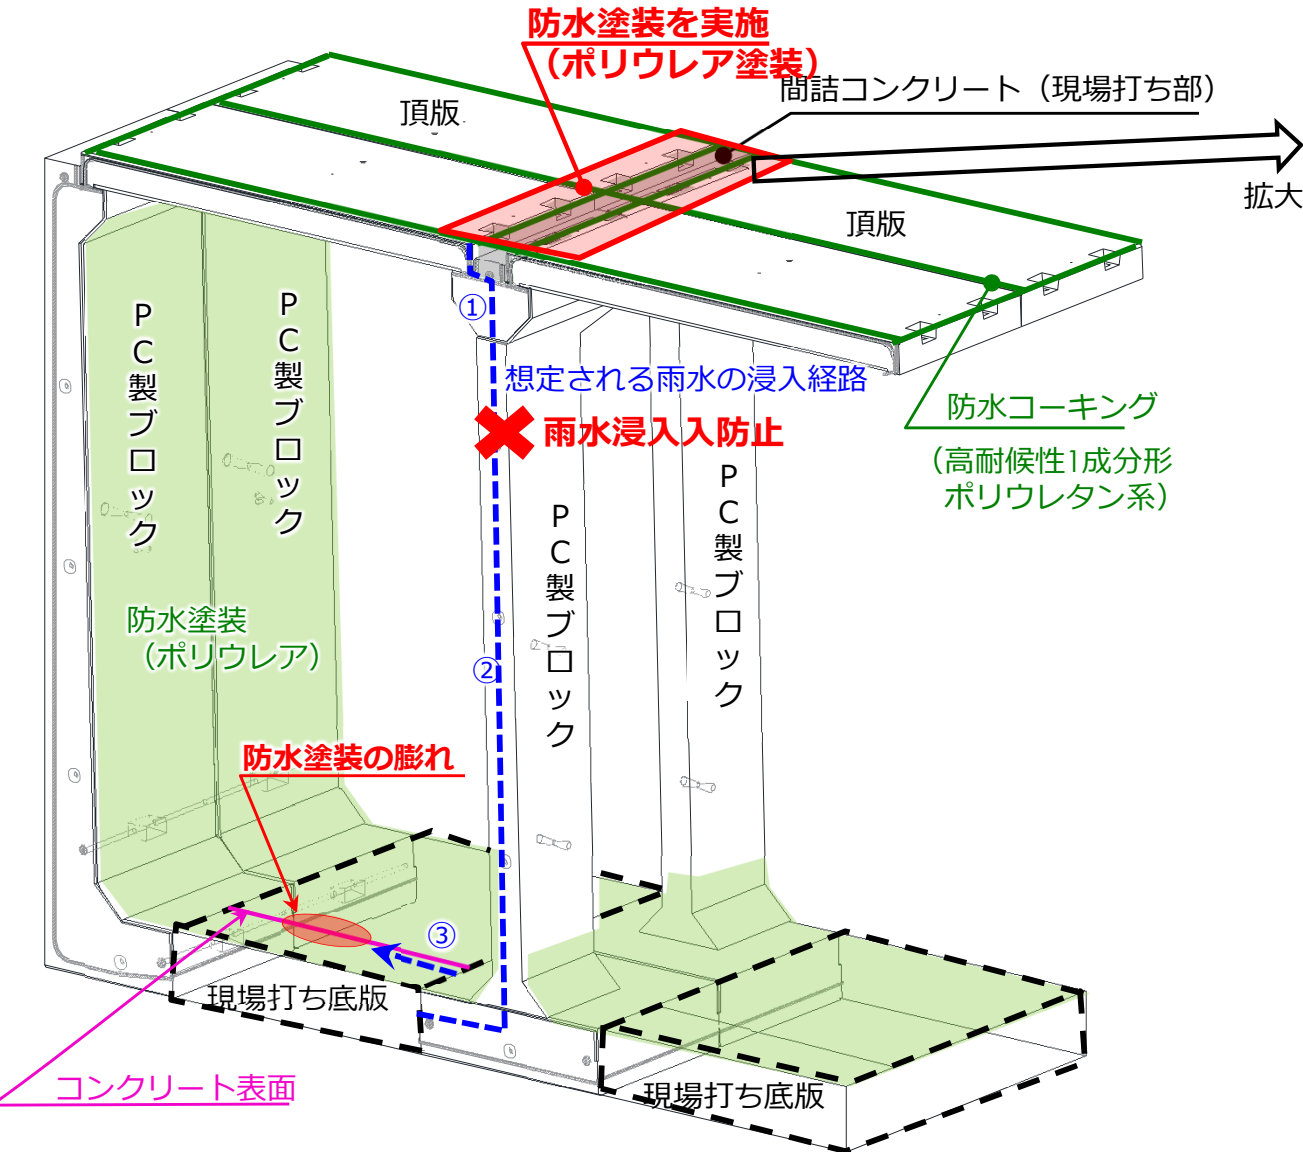 防水塗装を実施
（ポリウレア塗装）
間詰コンクリート（現場打ち部）
頂版
拡大
頂版
①
PC製ブロック
PC製ブロック
想定される雨水の浸入経路
雨水浸入入防止
防水コーキング
（高耐候性1成分形
ポリウレタン系）
PC製ブロック
PC製ブロック
防水塗装
（ポリウレア）
②
防水塗装の膨れ
③
現場打ち底版
コンクリート表面
現場打ち底版